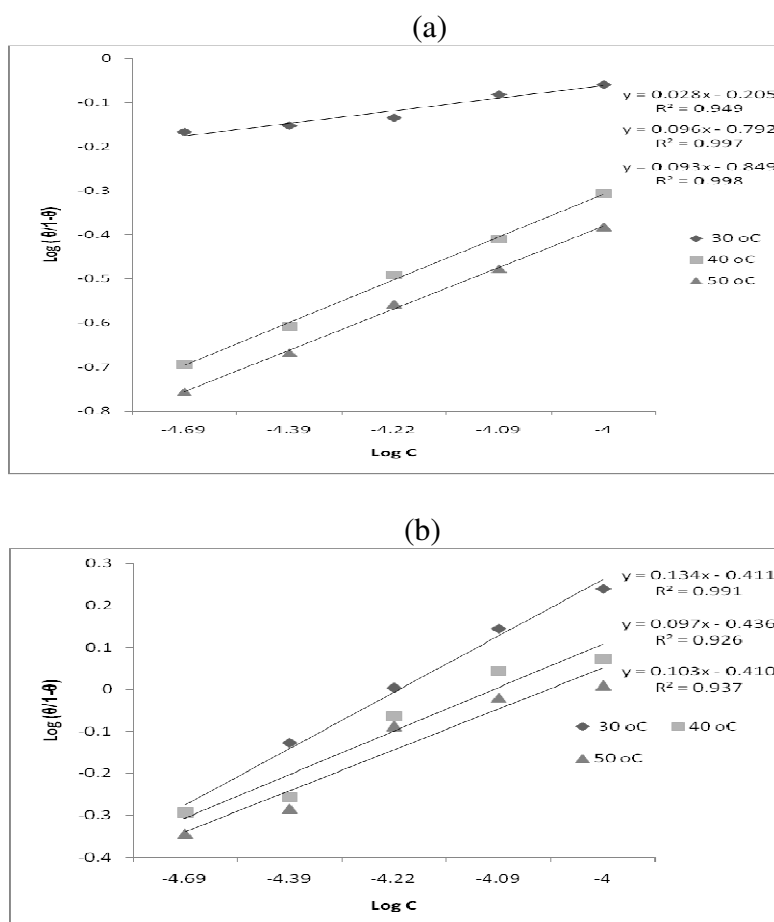 (a)
0
-0.1
-0.2
-0.3
-0.4
-0.5
-0.6
-0.7
-0.8
Log (θ/1-θ)
-4.69 -4.39 -4.22 -4.09 -4
Log C
y = 0.028x - 0.205
R² = 0.949
y = 0.096x - 0.792
R² = 0.997
y = 0.093x - 0.849
R² = 0.998
30 oC
40 oC
50 oC
(b)
0.3
0.2
0.1
0
-0.1
-0.2
-0.3
-0.4
Log (θ/1-θ)
-4.69 -4.39 -4.22 -4.09 -4
Log C
y = 0.134x - 0.411
R² = 0.991
y = 0.097x - 0.436
R² = 0.926
y = 0.103x - 0.410
R² = 0.937
30 oC 40 oC
50 oC